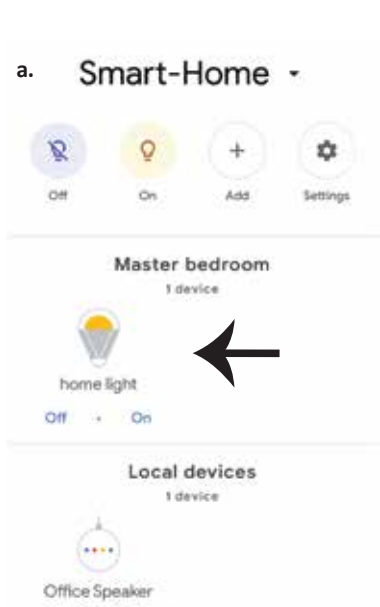 a. Smart-Home
Off On Add Settings
Master bedroom
1 device
home light
Off · On
Local devices
1 device
Office Speaker